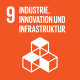 9 INDUSTRIE,
INNOVATION UND
INFRASTRUKTUR